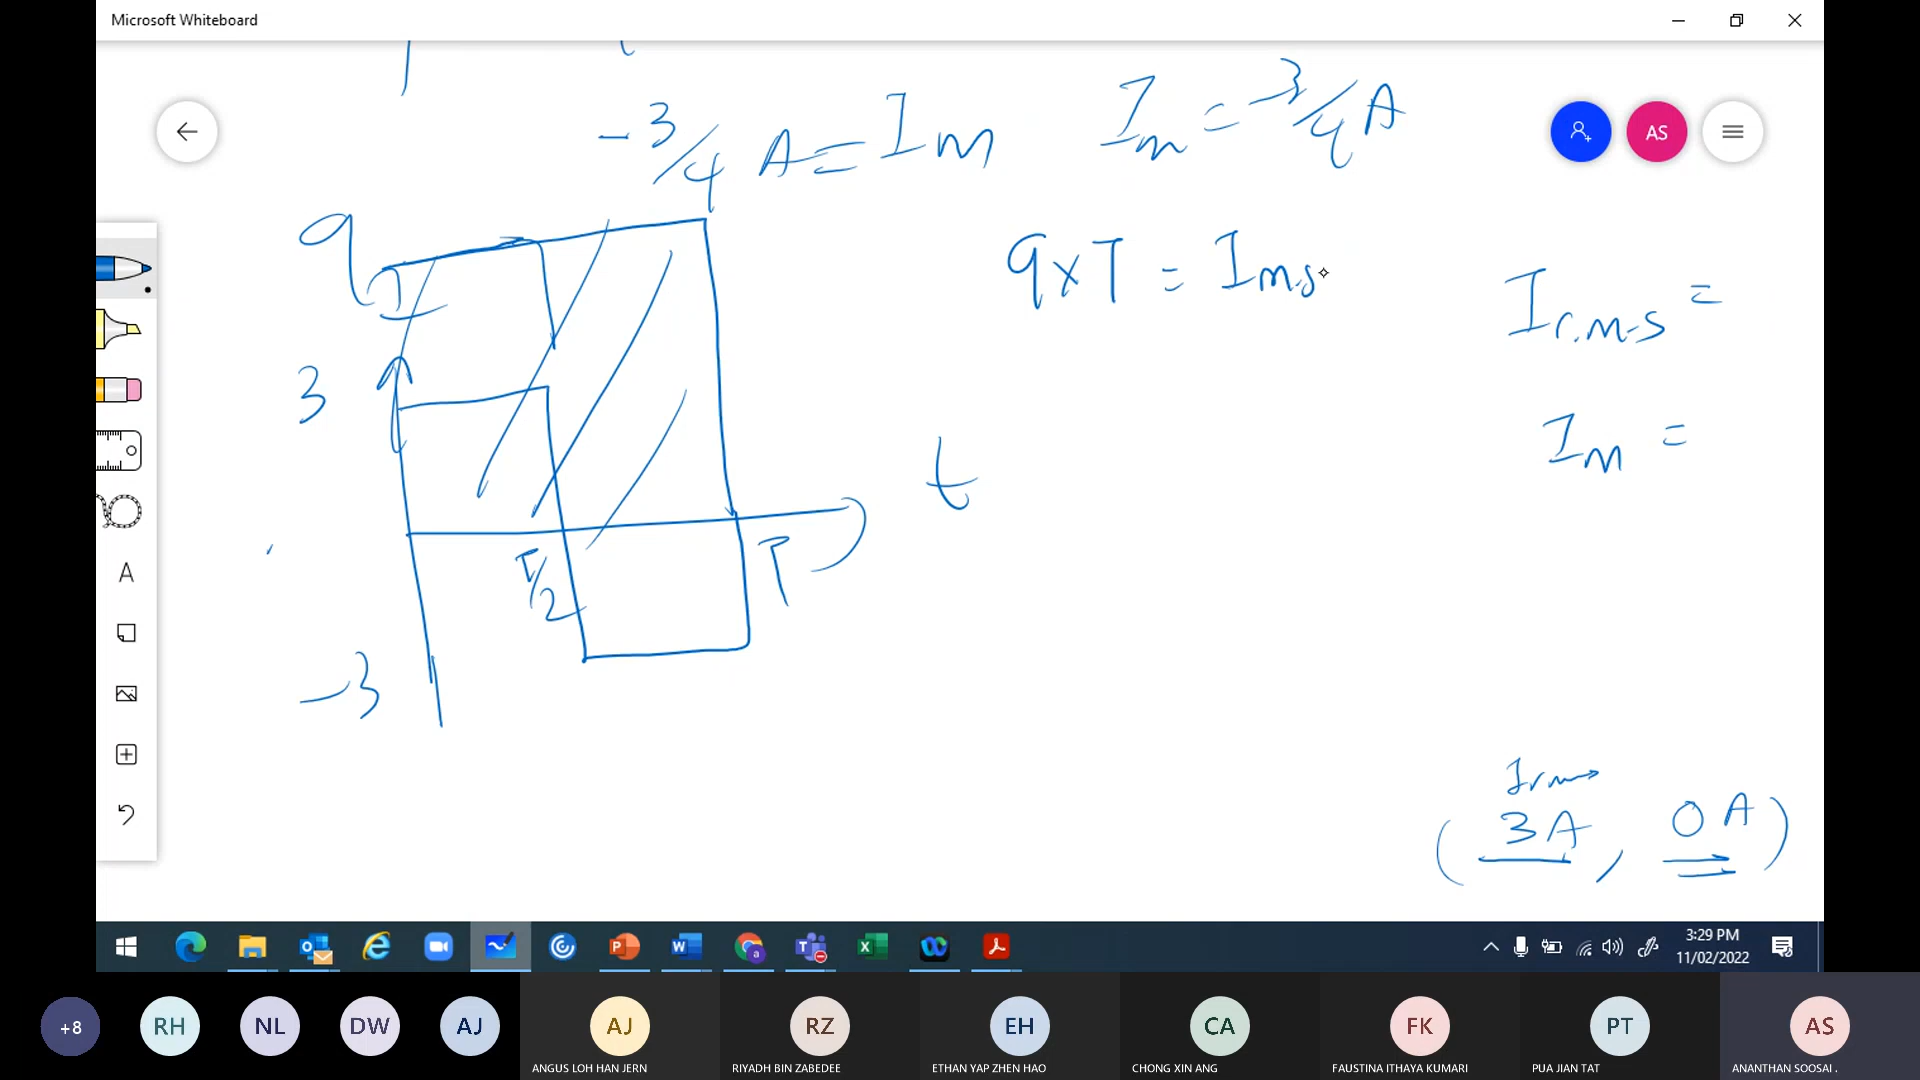 Microsoft Whiteboard
-3/4 A = Im
Im = -3/4 A
AS
9
I
9 x T = Im.s
Ir.m.s =
3
Im =
t
T/2
T
-3
Irms
(3A, 0A)
3:29 PM
11/02/2022
+8
RH
NL
DW
AJ
AJ
RZ
EH
CA
FK
PT
AS
ANGUS LOH HAN JERN
RIYADH BIN ZABEDEE
ETHAN YAP ZHEN HAO
CHONG XIN ANG
FAUSTINA ITHAYA KUMARI
PUA JIAN TAT
ANANTHAN SOOSAI .